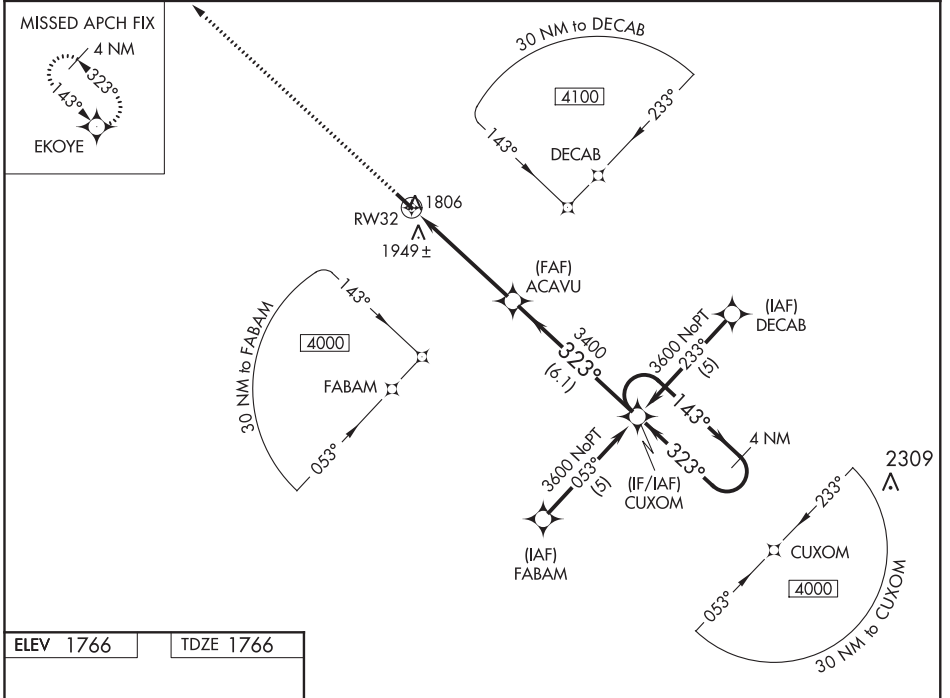 MISSED APCH FIX
4 NM
323°
143°
EKOYE
30 NM to DECAB
4100
143°
233°
DECAB
RW32
1806
1949 ±
(FAF)
ACAVU
30 NM to FABAM
143°
4000
FABAM
053°
3400
323°
(6.1)
3600 NoPT
233°
(5)
(IAF)
DECAB
143°
4 NM
323°
3600 NoPT
053°
(5)
(IF/IAF)
CUXOM
(IAF)
FABAM
2309
233°
CUXOM
4000
053°
30 NM to CUXOM
ELEV 1766
TDZE 1766